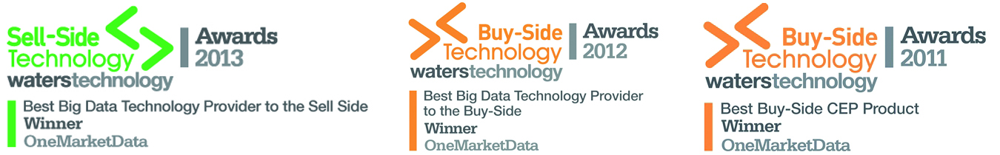 Sell-Side
Technology
Awards
2013
waterstechnology
Best Big Data Technology Provider to the Sell Side
Winner
OneMarketData
Buy-Side
Technology
Awards
2012
waterstechnology
Best Big Data Technology Provider
to the Buy-Side
Winner
OneMarketData
Buy-Side
Technology
Awards
2011
waterstechnology
Best Buy-Side CEP Product
Winner
OneMarketData